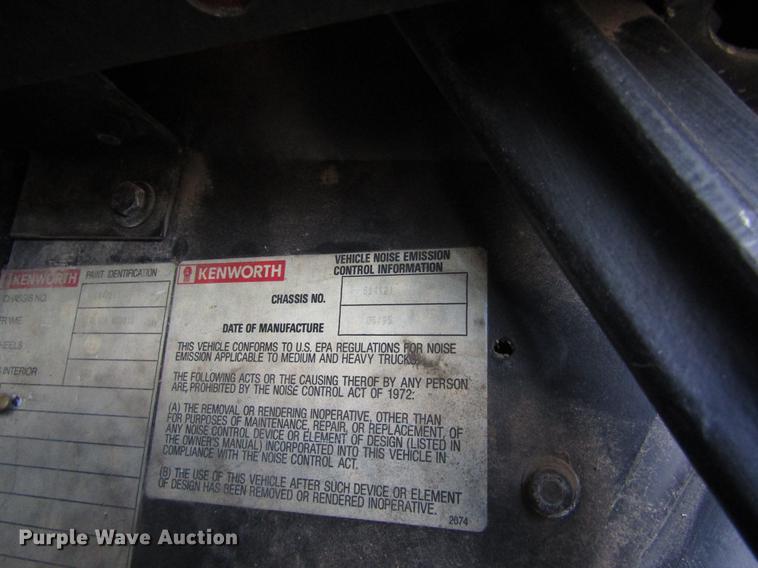 KENWORTH PAINT IDENTIFICATION
CHASSIS NO.
FRAME
WHEELS
INTERIOR
KENWORTH
VEHICLE NOISE EMISSION
CONTROL INFORMATION
CHASSIS NO.
DATE OF MANUFACTURE
THIS VEHICLE CONFORMS TO U.S. EPA REGULATIONS FOR NOISE
EMISSION APPLICABLE TO MEDIUM AND HEAVY TRUCKS.
THE FOLLOWING ACTS OR THE CAUSING THEROF BY ANY PERSON
ARE PROHIBITED BY THE NOISE CONTROL ACT OF 1972:
(A) THE REMOVAL OR RENDERING INOPERATIVE, OTHER THAN
FOR PURPOSES OF MAINTENANCE, REPAIR, OR REPLACEMENT, OF
ANY NOISE CONTROL DEVICE OR ELEMENT OF DESIGN (LISTED IN
THE OWNER'S MANUAL) INCORPORATED INTO THIS VEHICLE IN
COMPLIANCE WITH THE NOISE CONTROL ACT.
(B) THE USE OF THIS VEHICLE AFTER SUCH DEVICE OR ELEMENT
OF DESIGN HAS BEEN REMOVED OR RENDERED INOPERATIVE.
2074
Purple Wave Auction